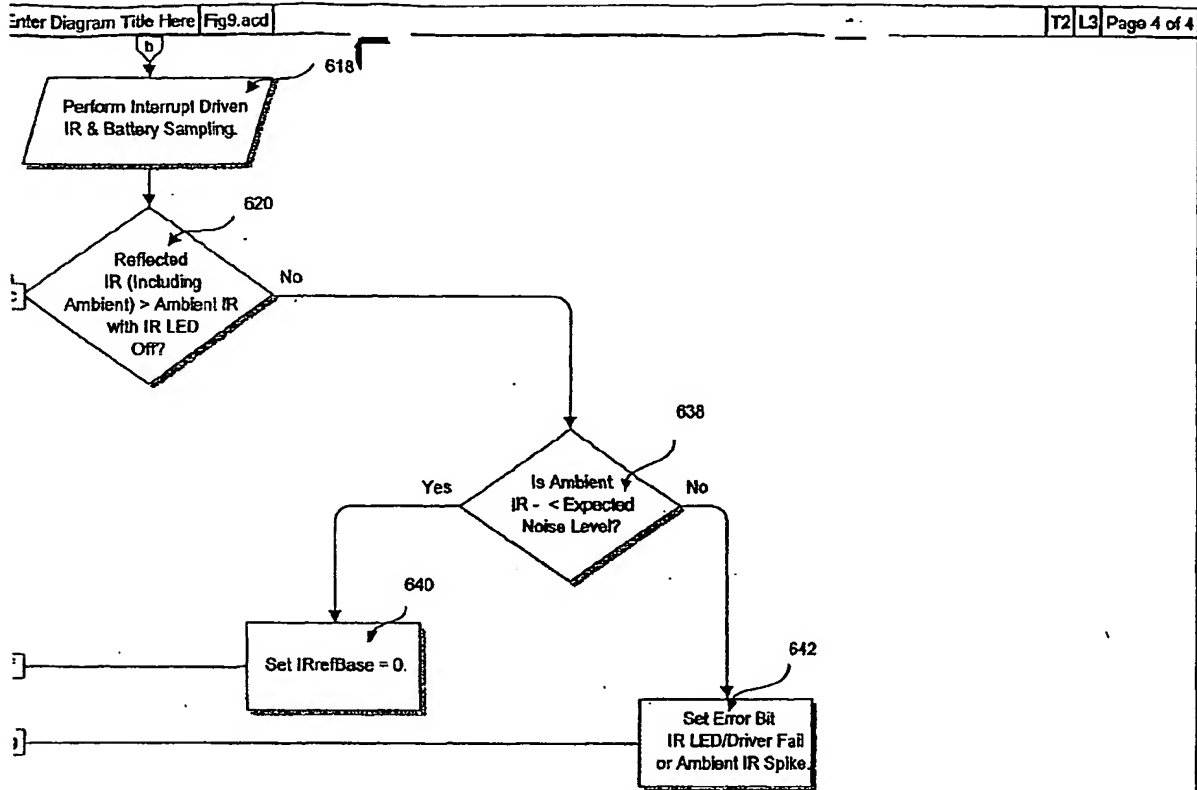 Enter Diagram Title Here Fig9.acd T2 L3 Page 4 of 4
b
618
Perform Interrupt Driven
IR & Battery Sampling.
620
Reflected
IR (Including
Ambient) > Ambient IR
with IR LED
Off?
No
638
Is Ambient
IR - < Expected
Noise Level?
Yes
No
640
Set IRrefBase = 0.
642
Set Error Bit
IR LED/Driver Fail
or Ambient IR Spike.